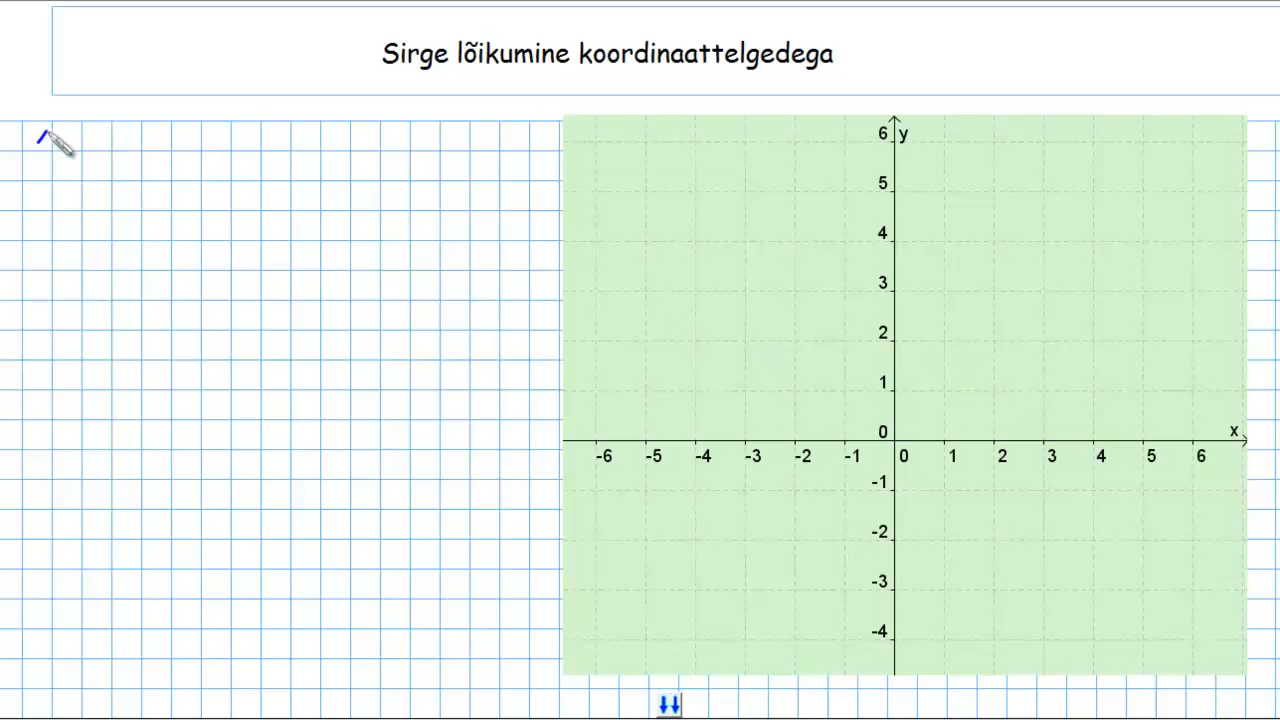 Sirge lõikumine koordinaattelgedega
6 y
5
4
3
2
1
0 x
-6 -5 -4 -3 -2 -1 0 1 2 3 4 5 6
-1
-2
-3
-4